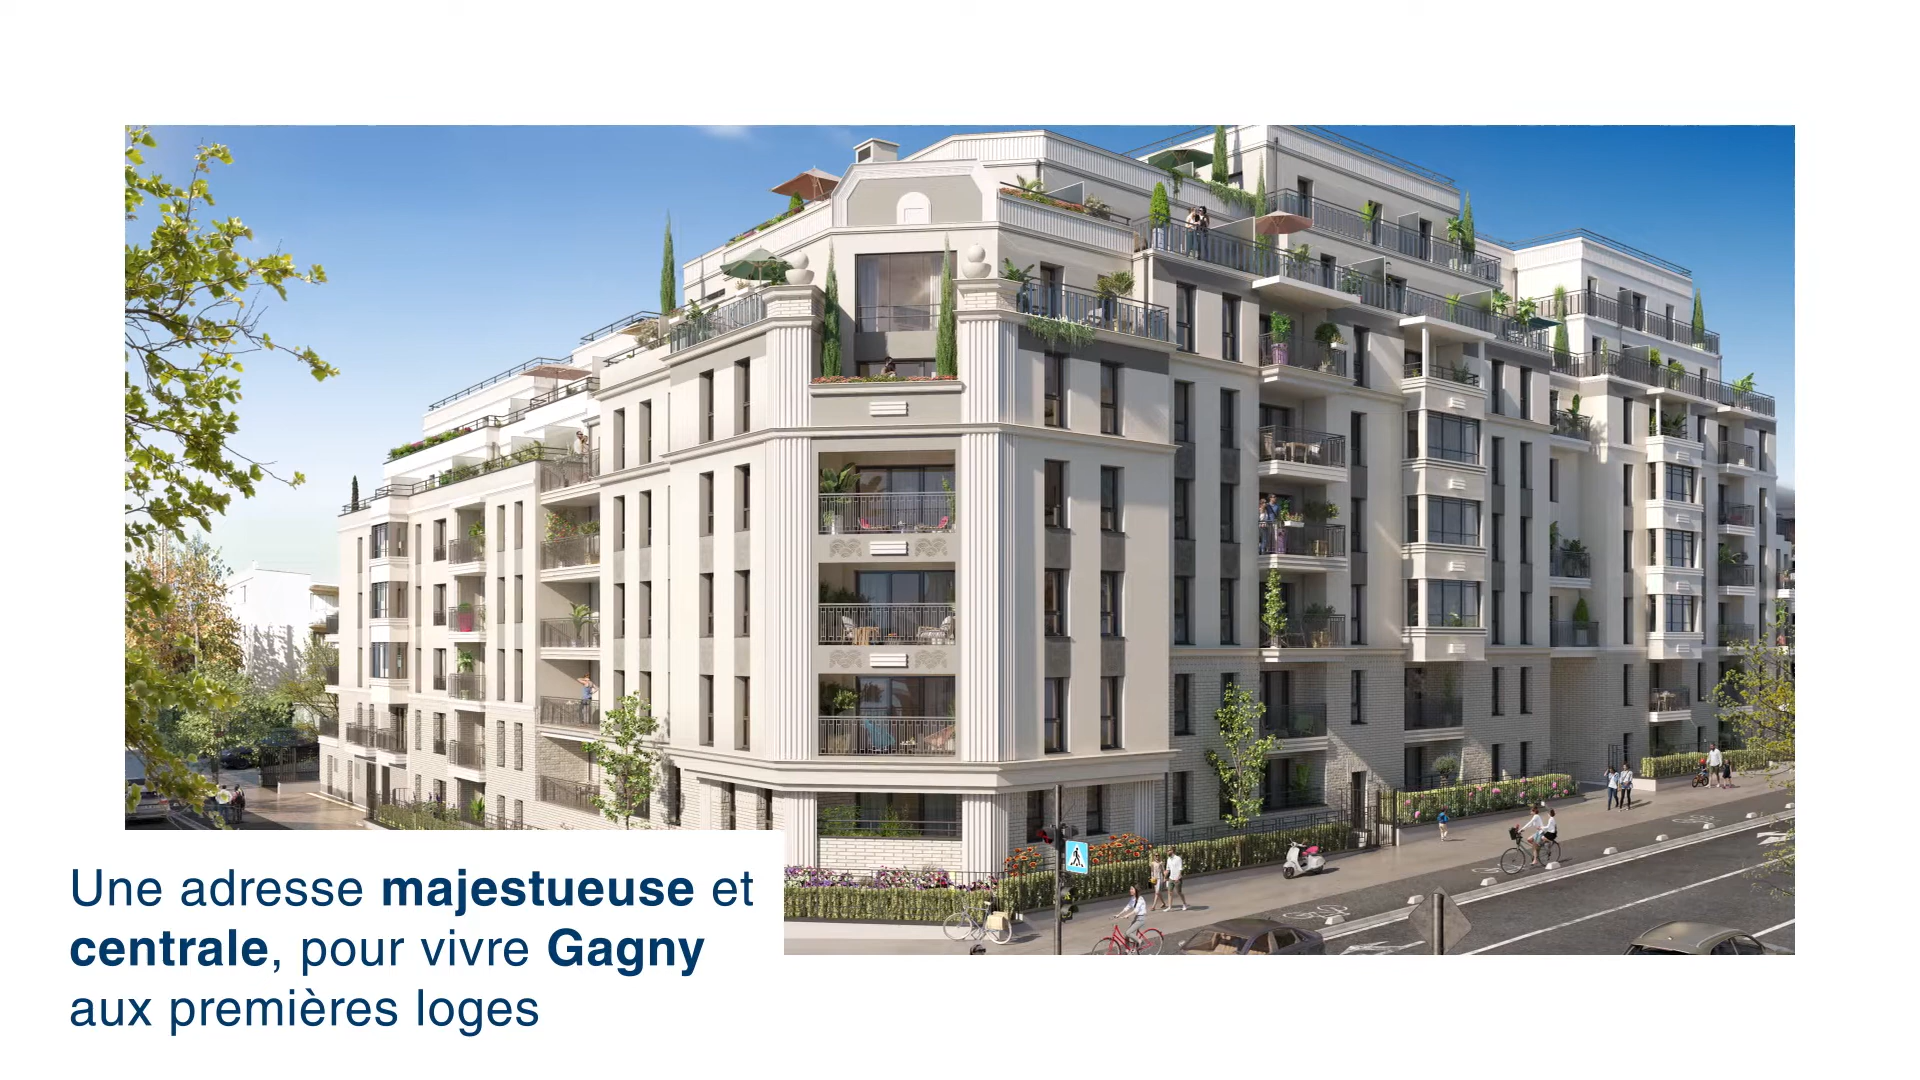 Une adresse majestueuse et
centrale, pour vivre Gagny
aux premières loges